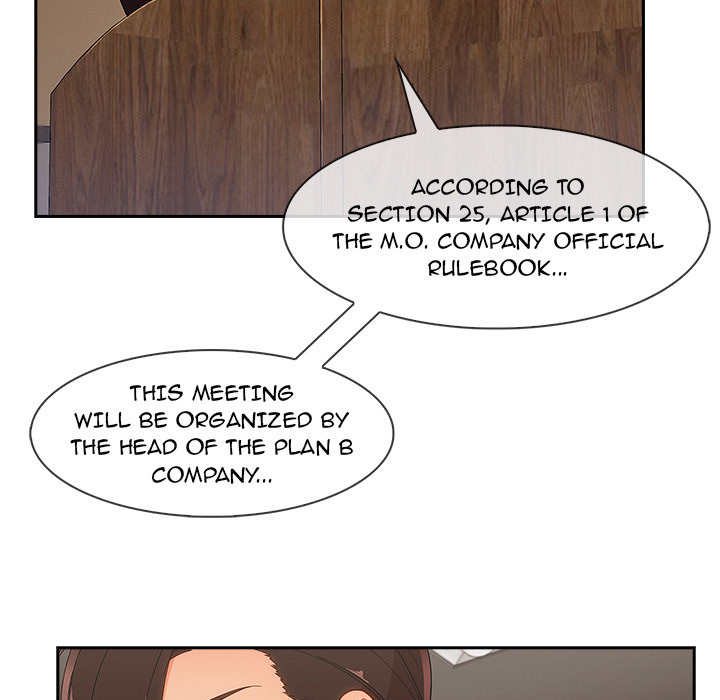 ACCORDING TO
SECTION 25, ARTICLE 1 OF
THE M.O. COMPANY OFFICIAL
RULEBOOK...
THIS MEETING
WILL BE ORGANIZED BY
THE HEAD OF THE PLAN B
COMPANY...